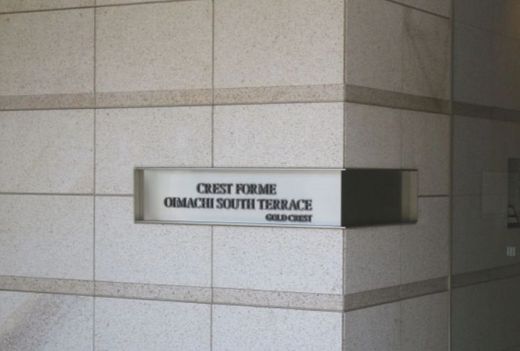 CREST FORME
OIMACHI SOUTH TERRACE
GOLD CREST